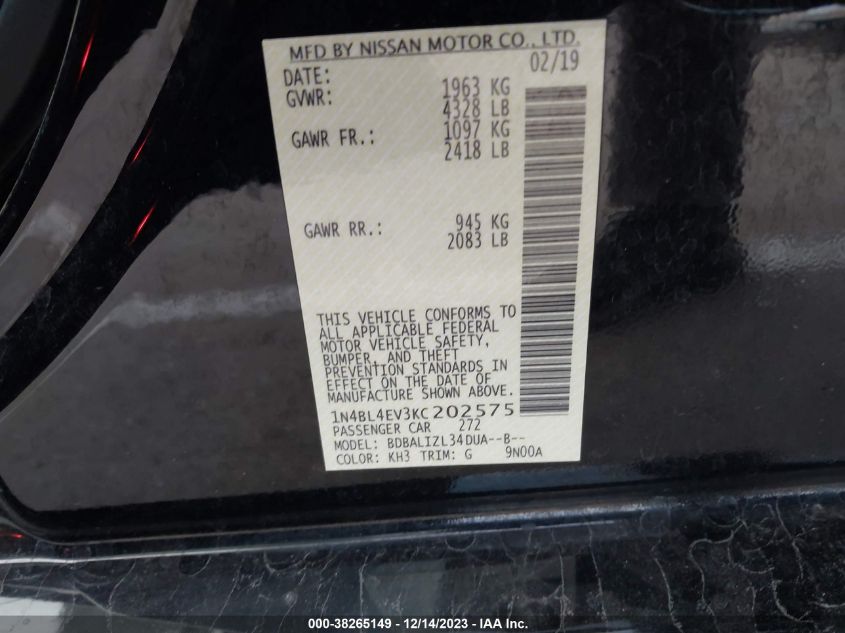 MFD BY NISSAN MOTOR CO., LTD.
DATE: 02/19
GVWR: 1963 KG
4328 LB
GAWR FR.: 1097 KG
2418 LB
GAWR RR.: 945 KG
2083 LB
THIS VEHICLE CONFORMS TO
ALL APPLICABLE FEDERAL
MOTOR VEHICLE SAFETY,
BUMPER, AND THEFT
PREVENTION STANDARDS IN
EFFECT ON THE DATE OF
MANUFACTURE SHOWN ABOVE.
1N4BL4EV3KC202575
PASSENGER CAR 272
MODEL: BDBALIZL34DUA--B--
COLOR: KH3 TRIM: G 9N00A
000-38265149 - 12/14/2023 - IAA Inc.